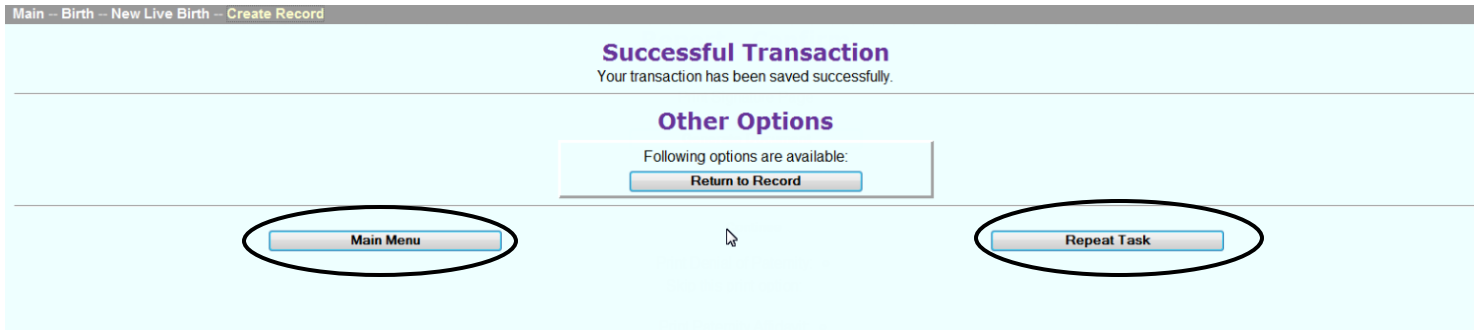 Main -- Birth -- New Live Birth -- Create Record
Successful Transaction
Your transaction has been saved successfully.
Other Options
Following options are available:
Return to Record
Main Menu
Repeat Task